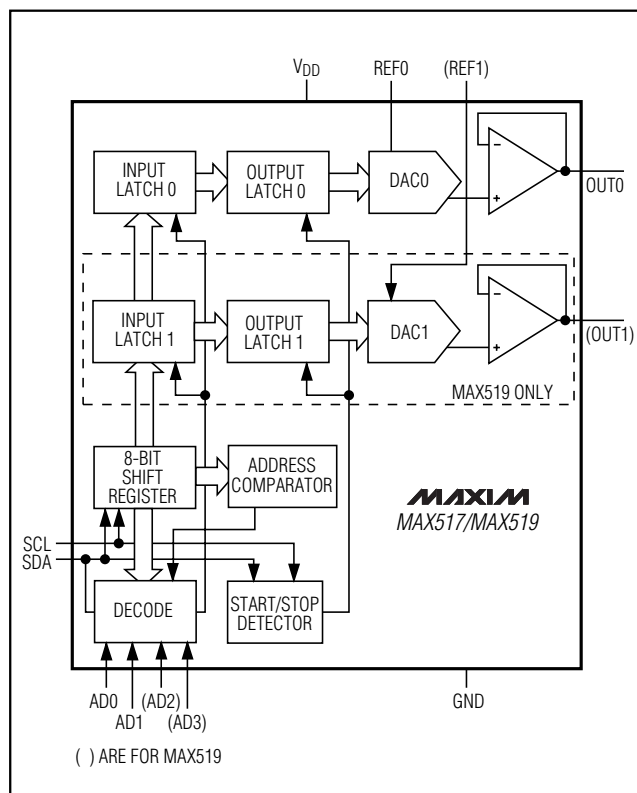 VDD
REF0
(REF1)
INPUT
LATCH 0
OUTPUT
LATCH 0
DAC0
−
+
OUT0
INPUT
LATCH 1
OUTPUT
LATCH 1
DAC1
−
+
(OUT1)
MAX519 ONLY
8-BIT
SHIFT
REGISTER
ADDRESS
COMPARATOR
MAXIM
MAX517/MAX519
SCL
SDA
DECODE
START/STOP
DETECTOR
AD0
AD1
(AD2)
(AD3)
GND
( ) ARE FOR MAX519